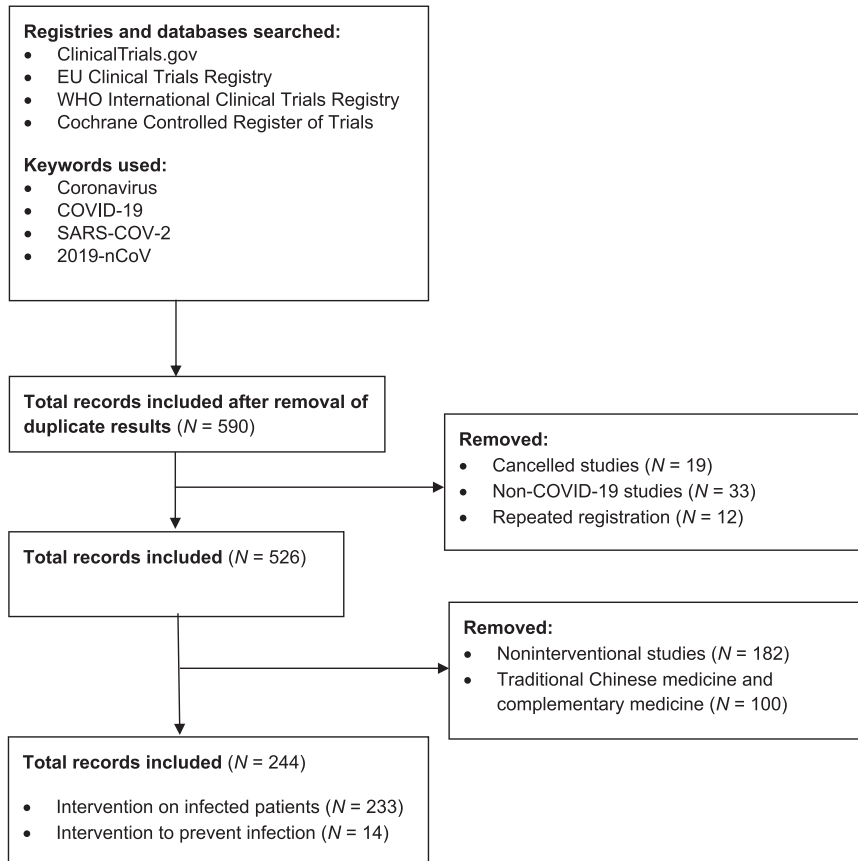 Registries and databases searched:
• ClinicalTrials.gov
• EU Clinical Trials Registry
• WHO International Clinical Trials Registry
• Cochrane Controlled Register of Trials
Keywords used:
• Coronavirus
• COVID-19
• SARS-COV-2
• 2019-nCoV
Total records included after removal of
duplicate results (N = 590)
Removed:
• Cancelled studies (N = 19)
• Non-COVID-19 studies (N = 33)
• Repeated registration (N = 12)
Total records included (N = 526)
Removed:
• Noninterventional studies (N = 182)
• Traditional Chinese medicine and
complementary medicine (N = 100)
Total records included (N = 244)
• Intervention on infected patients (N = 233)
• Intervention to prevent infection (N = 14)